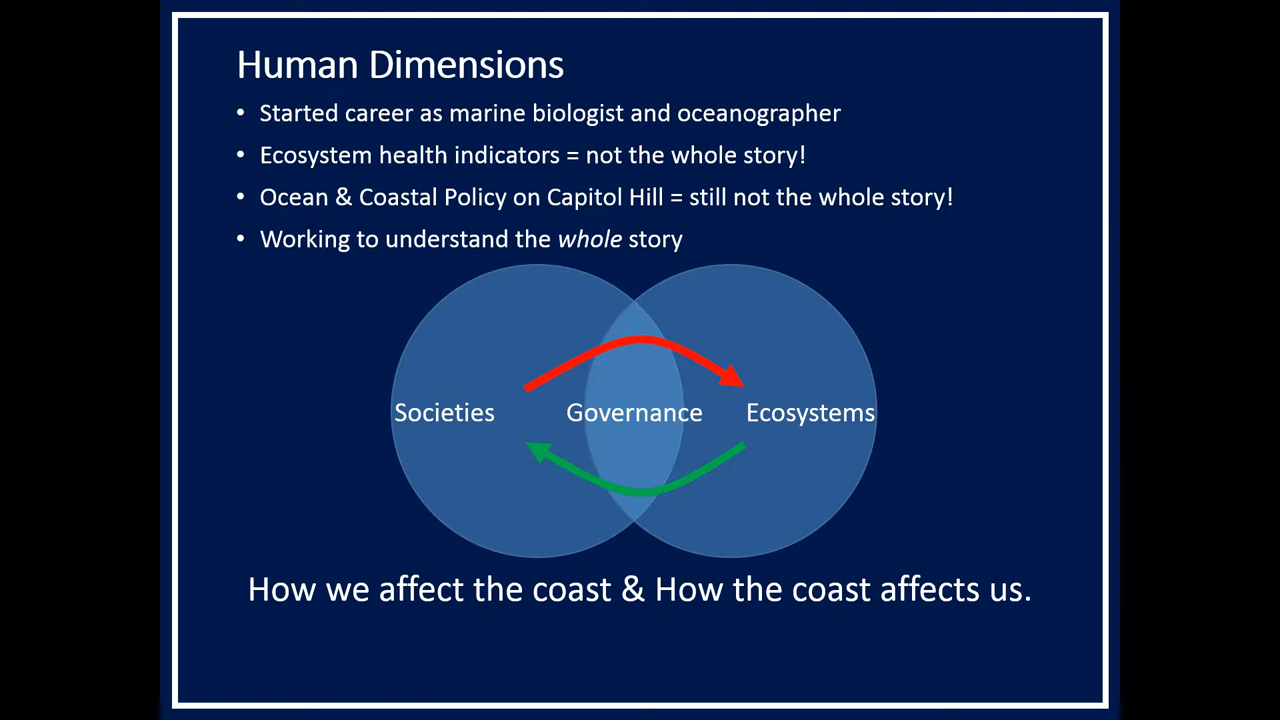 Human Dimensions
• Started career as marine biologist and oceanographer
• Ecosystem health indicators = not the whole story!
• Ocean & Coastal Policy on Capitol Hill = still not the whole story!
• Working to understand the whole story
Societies Governance Ecosystems
How we affect the coast & How the coast affects us.